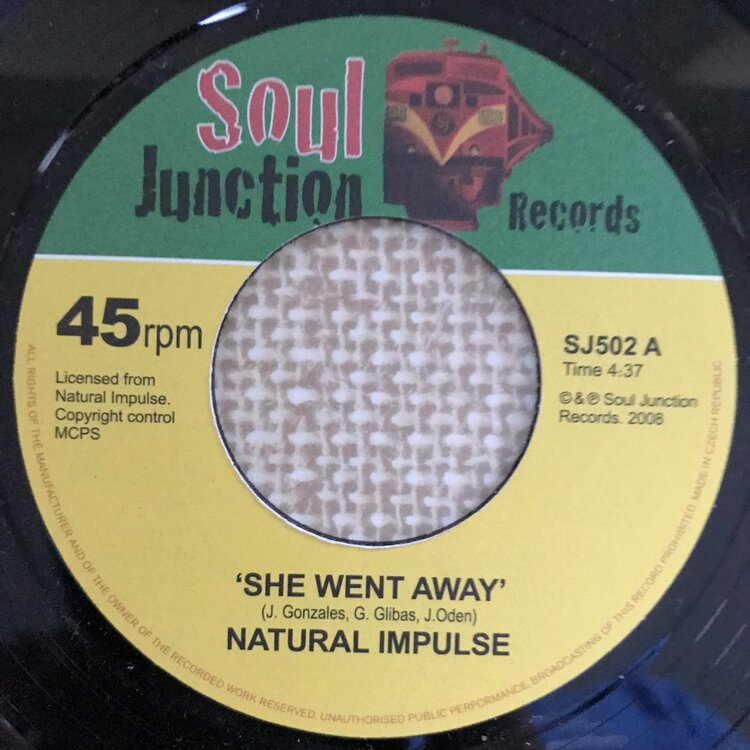 Soul
Junction
Records
45rpm
Licensed from
Natural Impulse.
Copyright control
MCPS
SJ502 A
Time 4:37
© & ℗ Soul Junction
Records. 2008
'SHE WENT AWAY'
(J. Gonzales, G. Glibas, J.Oden)
NATURAL IMPULSE
ALL RIGHTS OF THE MANUFACTURER AND OF THE OWNER OF THE RECORDED WORK RESERVED. UNAUTHORISED PUBLIC PERFORMANCE, BROADCASTING OF THIS RECORD PROHIBITED. MADE IN CZECH REPUBLIC